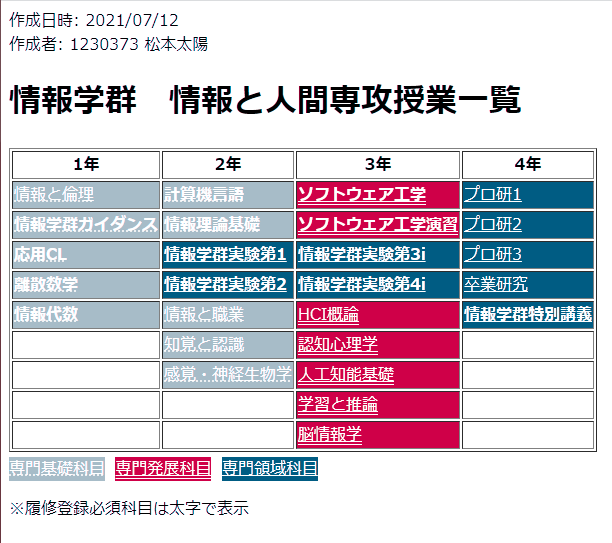 作成日時: 2021/07/12
作成者: 1230373 松本太陽
情報学群　情報と人間専攻授業一覧
1年 2年 3年 4年
情報と倫理 計算機言語 ソフトウェア工学 プロ研1
情報学群ガイダンス 情報理論基礎 ソフトウェア工学演習 プロ研2
応用CL 情報学群実験第1 情報学群実験第3i プロ研3
離散数学 情報学群実験第2 情報学群実験第4i 卒業研究
情報代数 情報と職業 HCI概論 情報学群特別講義
知覚と認識 認知心理学
感覚・神経生物学 人工知能基礎
学習と推論
脳情報学
専門基礎科目 専門発展科目 専門領域科目
※履修登録必須科目は太字で表示